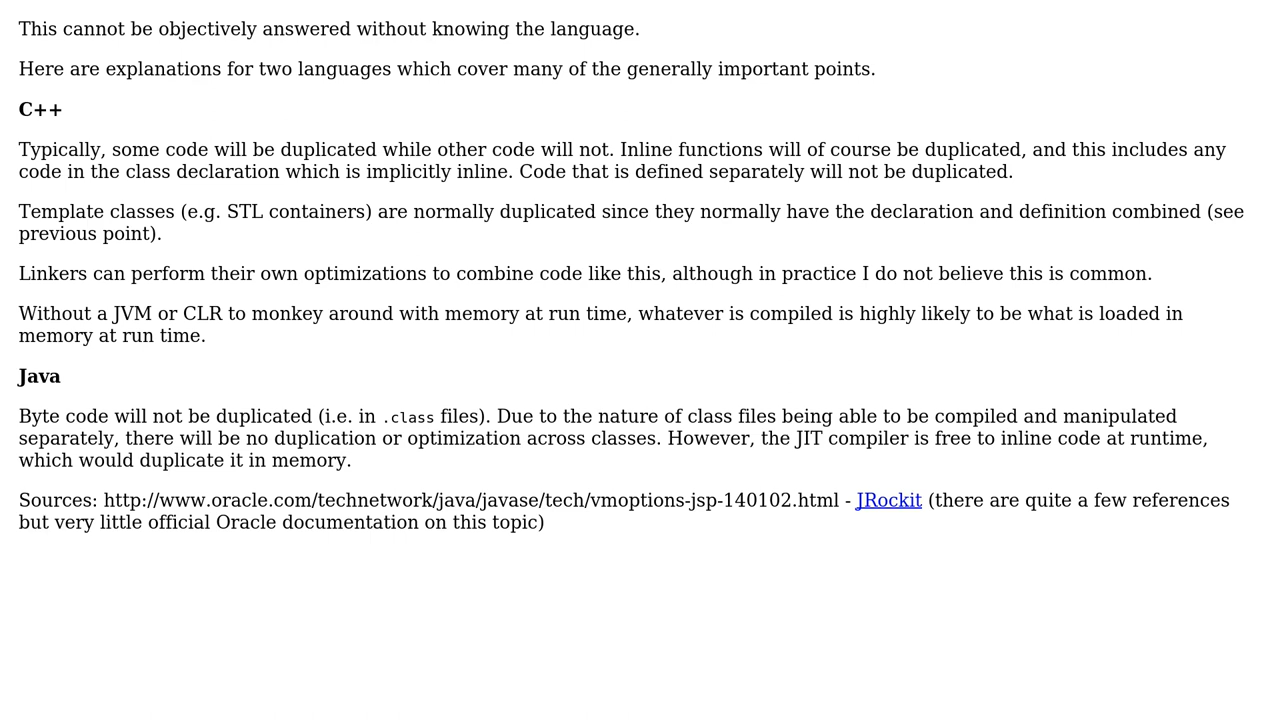 This cannot be objectively answered without knowing the language.
Here are explanations for two languages which cover many of the generally important points.
C++
Typically, some code will be duplicated while other code will not. Inline functions will of course be duplicated, and this includes any
code in the class declaration which is implicitly inline. Code that is defined separately will not be duplicated.
Template classes (e.g. STL containers) are normally duplicated since they normally have the declaration and definition combined (see
previous point).
Linkers can perform their own optimizations to combine code like this, although in practice I do not believe this is common.
Without a JVM or CLR to monkey around with memory at run time, whatever is compiled is highly likely to be what is loaded in
memory at run time.
Java
Byte code will not be duplicated (i.e. in .class files). Due to the nature of class files being able to be compiled and manipulated
separately, there will be no duplication or optimization across classes. However, the JIT compiler is free to inline code at runtime,
which would duplicate it in memory.
Sources: http://www.oracle.com/technetwork/java/javase/tech/vmoptions-jsp-140102.html - JRockit (there are quite a few references
but very little official Oracle documentation on this topic)